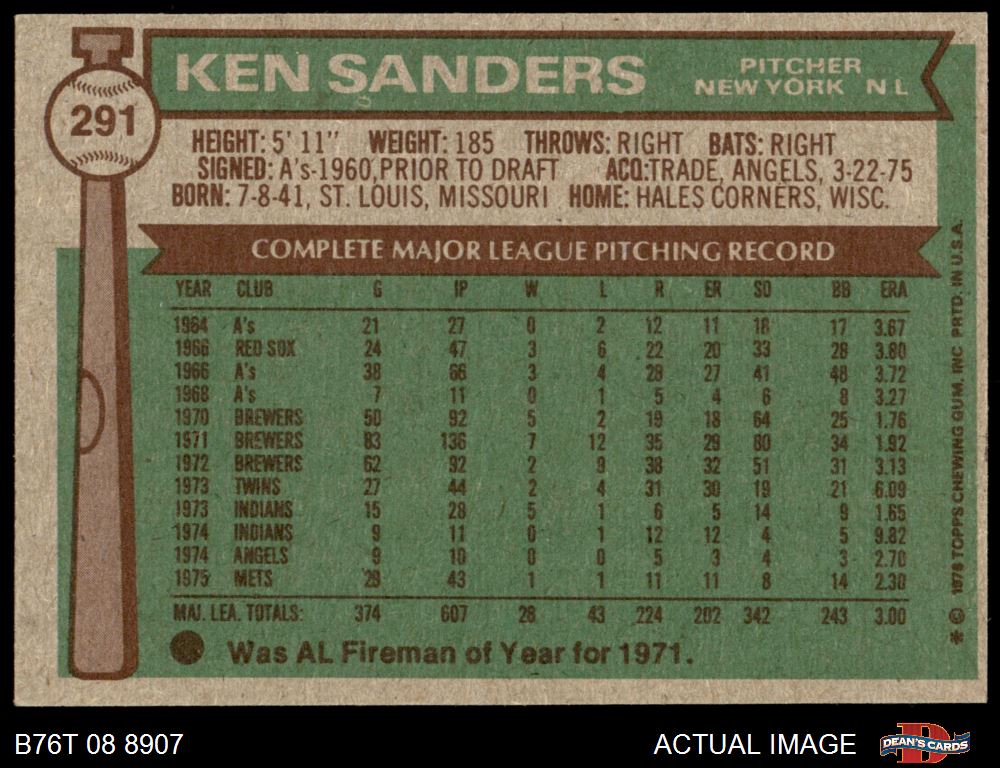 291
KEN SANDERS
PITCHER
NEW YORK N L
HEIGHT: 5' 11" WEIGHT: 185 THROWS: RIGHT BATS: RIGHT
SIGNED: A's-1960, PRIOR TO DRAFT ACQ: TRADE, ANGELS, 3-22-75
BORN: 7-8-41, ST. LOUIS, MISSOURI HOME: HALES CORNERS, WISC.
COMPLETE MAJOR LEAGUE PITCHING RECORD
YEAR CLUB G IP W L R ER SO BB ERA
1964 A's 21 27 0 2 12 11 18 17 3.67
1966 RED SOX 24 47 3 6 22 20 33 28 3.80
1966 A's 38 66 3 4 28 27 41 48 3.72
1968 A's 7 11 0 1 5 4 6 8 3.27
1970 BREWERS 50 92 5 2 19 18 64 25 1.76
1971 BREWERS 83 136 7 12 35 29 80 34 1.92
1972 BREWERS 62 92 2 9 38 32 51 31 3.13
1973 TWINS 27 44 2 4 31 30 19 21 6.09
1973 INDIANS 15 28 5 1 6 5 14 9 1.65
1974 INDIANS 9 11 0 1 12 12 4 5 9.82
1974 ANGELS 9 10 0 0 5 3 4 3 2.70
1975 METS 29 43 1 1 11 11 8 14 2.30
MAJ. LEA. TOTALS: 374 607 28 43 224 202 342 243 3.00
Was AL Fireman of Year for 1971.
* © 1976 TOPPS CHEWING GUM, INC PRTD. IN U.S.A.
B76T 08 8907
ACTUAL IMAGE
DEAN'S CARDS